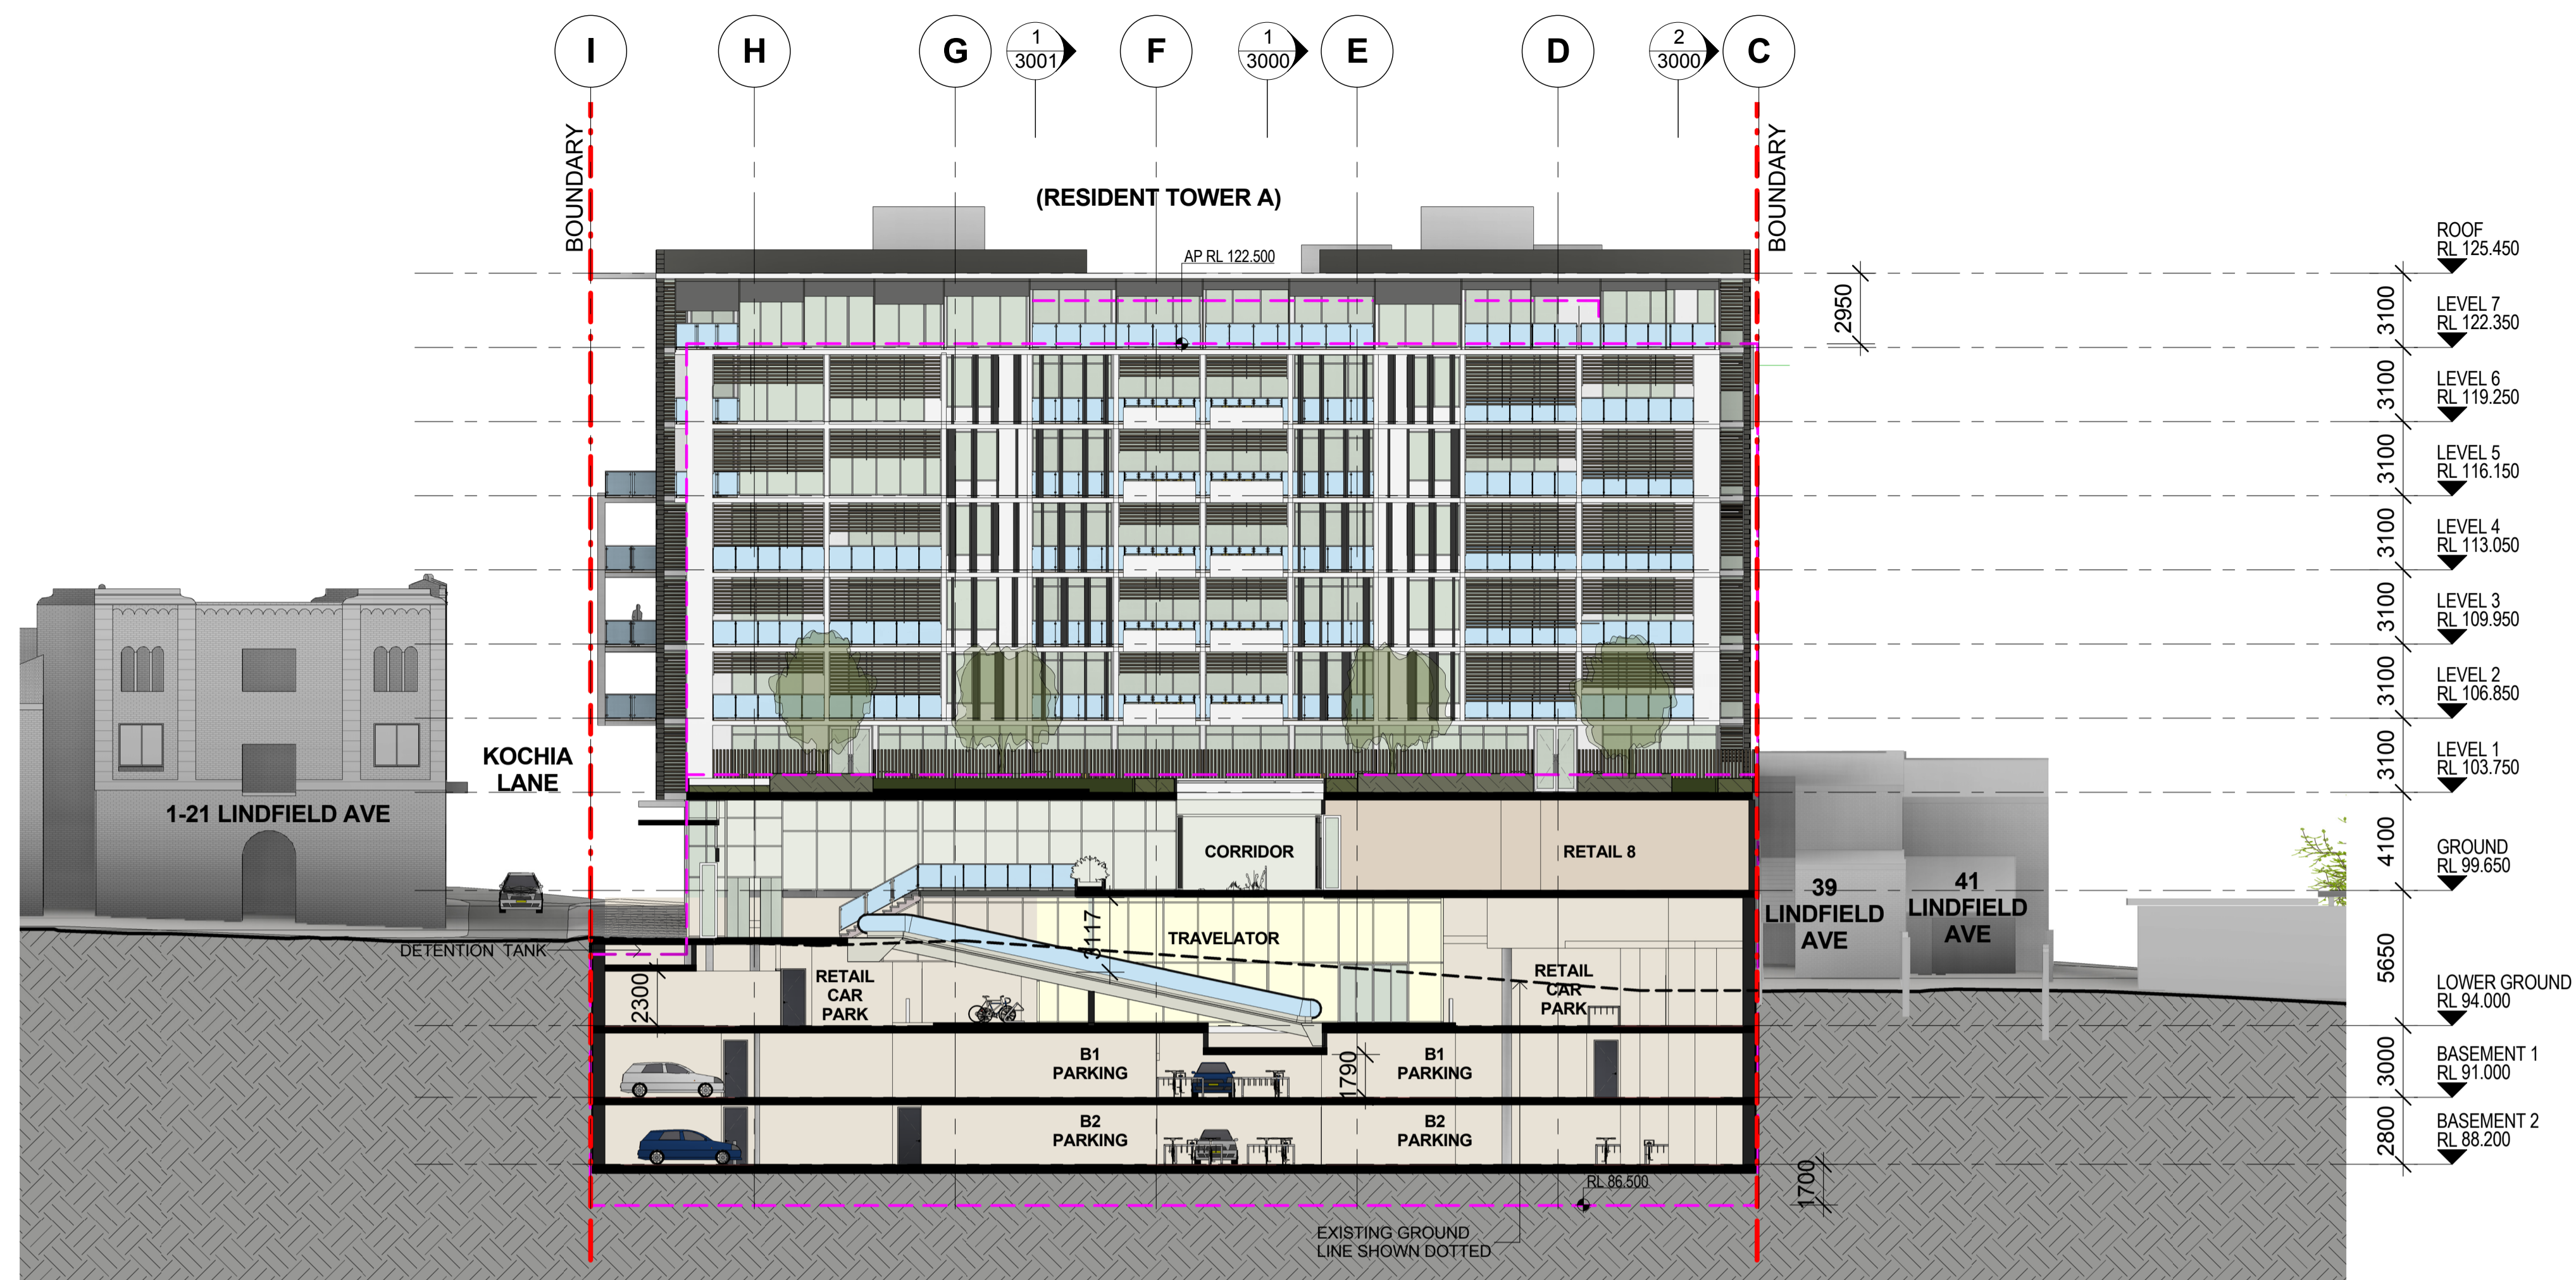 I
H
G
1
3001
F
1
3000
E
D
2
3000
C
BOUNDARY
BOUNDARY
(RESIDENT TOWER A)
AP RL 122.500
ROOF
RL 125.450
2950
3100
LEVEL 7
RL 122.350
3100
LEVEL 6
RL 119.250
3100
LEVEL 5
RL 116.150
3100
LEVEL 4
RL 113.050
3100
LEVEL 3
RL 109.950
3100
LEVEL 2
RL 106.850
3100
LEVEL 1
RL 103.750
KOCHIA
LANE
1-21 LINDFIELD AVE
CORRIDOR
RETAIL 8
4100
GROUND
RL 99.650
39
LINDFIELD
AVE
41
LINDFIELD
AVE
DETENTION TANK
3117
TRAVELATOR
5650
2300
RETAIL
CAR
PARK
RETAIL
CAR
PARK
LOWER GROUND
RL 94.000
B1
PARKING
1790
B1
PARKING
3000
BASEMENT 1
RL 91.000
B2
PARKING
B2
PARKING
2800
BASEMENT 2
RL 88.200
1700
RL 86.500
EXISTING GROUND
LINE SHOWN DOTTED